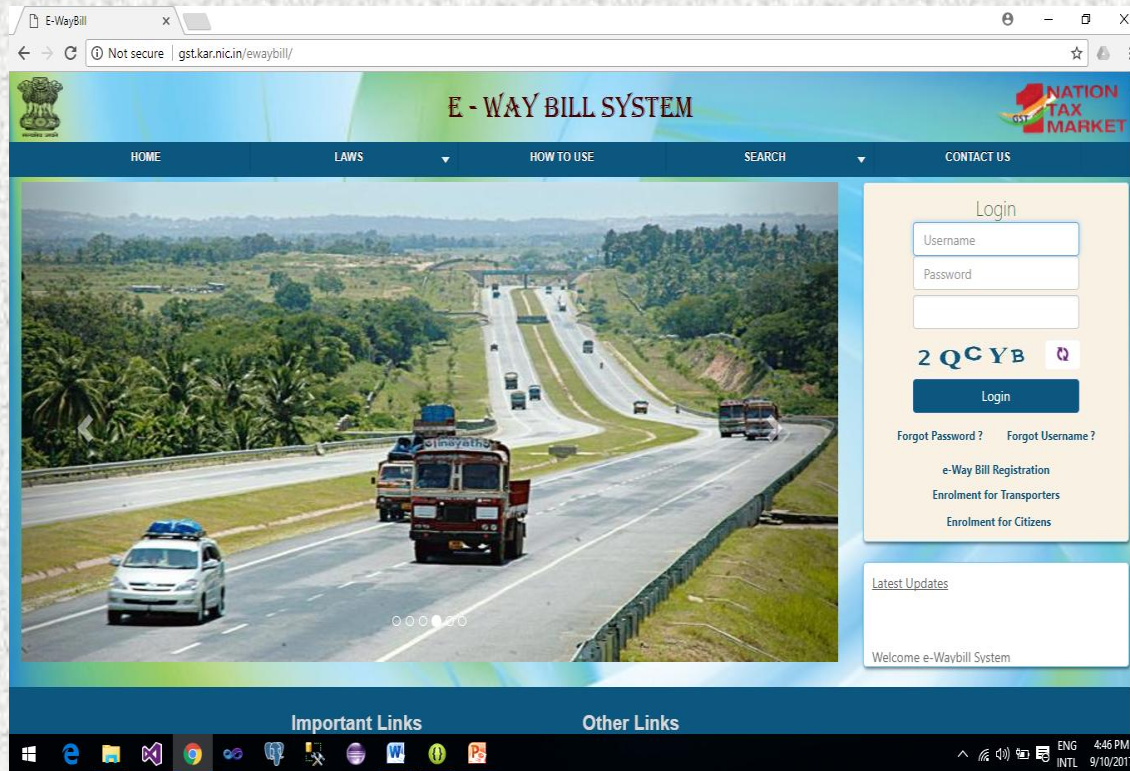 E-WayBill
Not secure gst.kar.nic.in/ewaybill/
E - WAY BILL SYSTEM
1 NATION
TAX
MARKET
GST
HOME LAWS HOW TO USE SEARCH CONTACT US
inayatha
Login
Username
Password
2 Q C Y B
Login
Forgot Password ? Forgot Username ?
e-Way Bill Registration
Enrolment for Transporters
Enrolment for Citizens
Latest Updates
Welcome e-Waybill System
Important Links Other Links
ENG 4:46 PM
INTL 9/10/2017